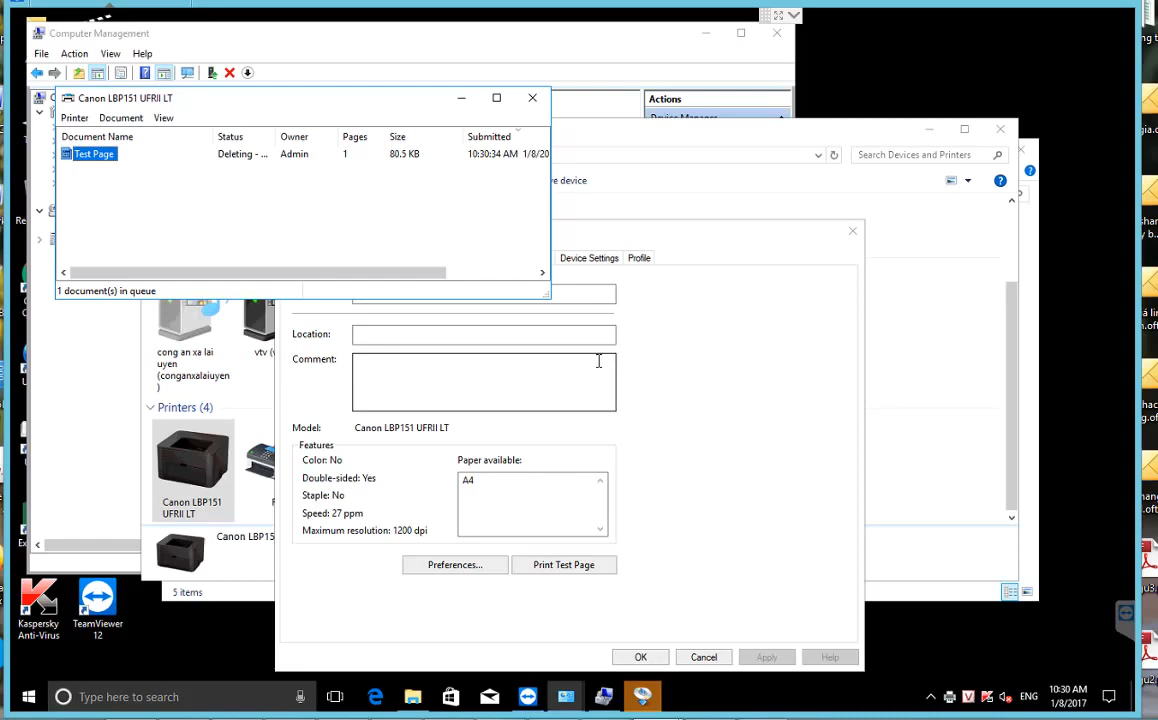 Computer Management
File Action View Help
Canon LBP151 UFRII LT
Actions
Printer Document View
Document Name Status Owner Pages Size Submitted
Test Page Deleting - ... Admin 1 80.5 KB 10:30:34 AM 1/8/20
Search Devices and Printers
ve device
Device Settings Profile
1 document(s) in queue
Location:
Comment:
cong an xa lai
uyen
(conganxalaiuyen
)
vtv (v
Printers (4)
Canon LBP151
UFRII LT
Model: Canon LBP151 UFRII LT
Features
Color: No
Double-sided: Yes
Staple: No
Speed: 27 ppm
Maximum resolution: 1200 dpi
Paper available:
A4
Canon LBP15
Preferences...
Print Test Page
5 items
Kaspersky
Anti-Virus
TeamViewer
12
OK Cancel Apply Help
Type here to search
ENG
10:30 AM
1/8/2017